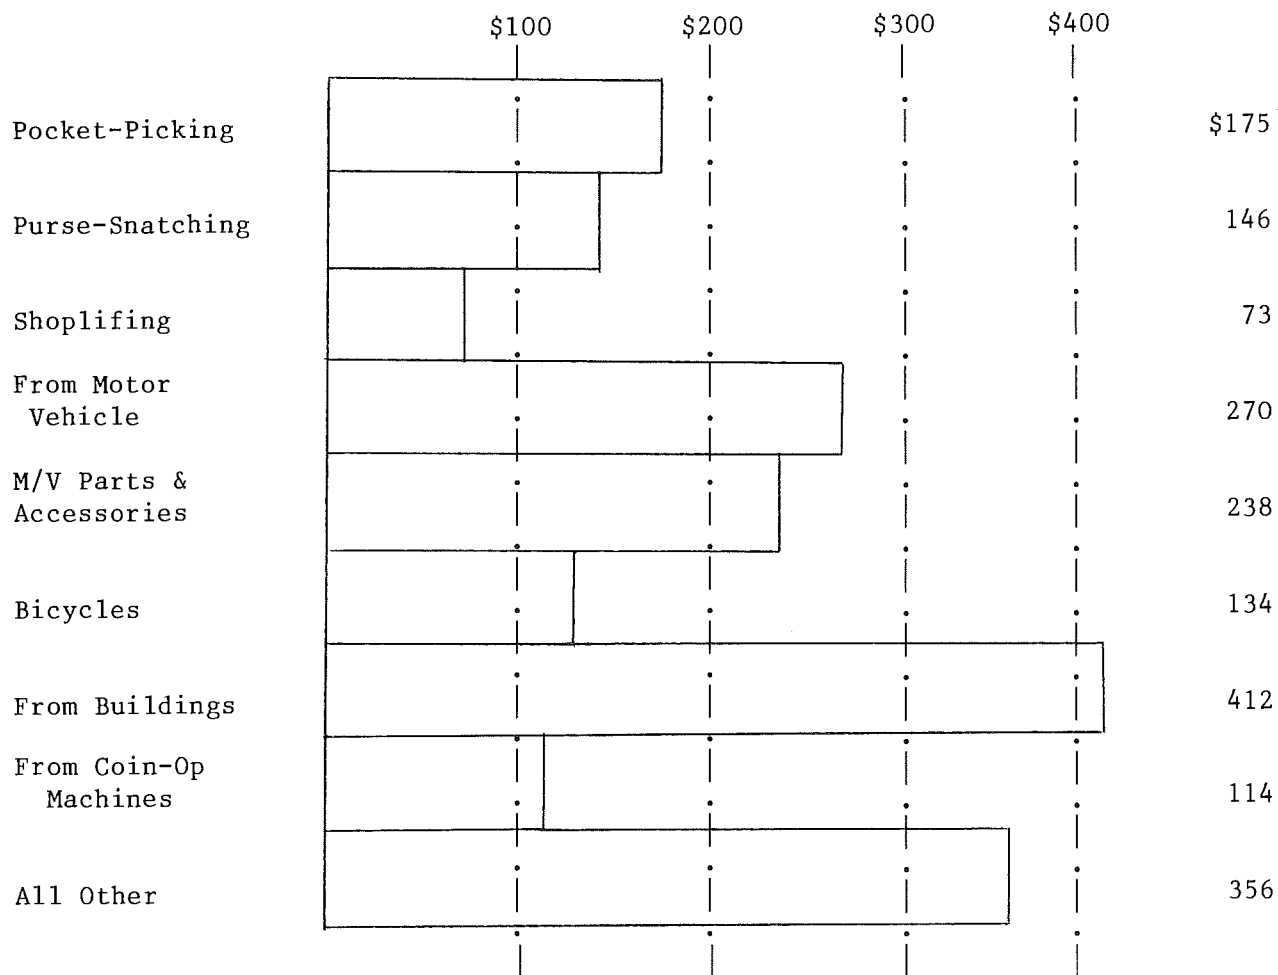 $100 $200 $300 $400
Pocket-Picking $175
Purse-Snatching 146
Shoplifing 73
From Motor
Vehicle 270
M/V Parts &
Accessories 238
Bicycles 134
From Buildings 412
From Coin-Op
Machines 114
All Other 356